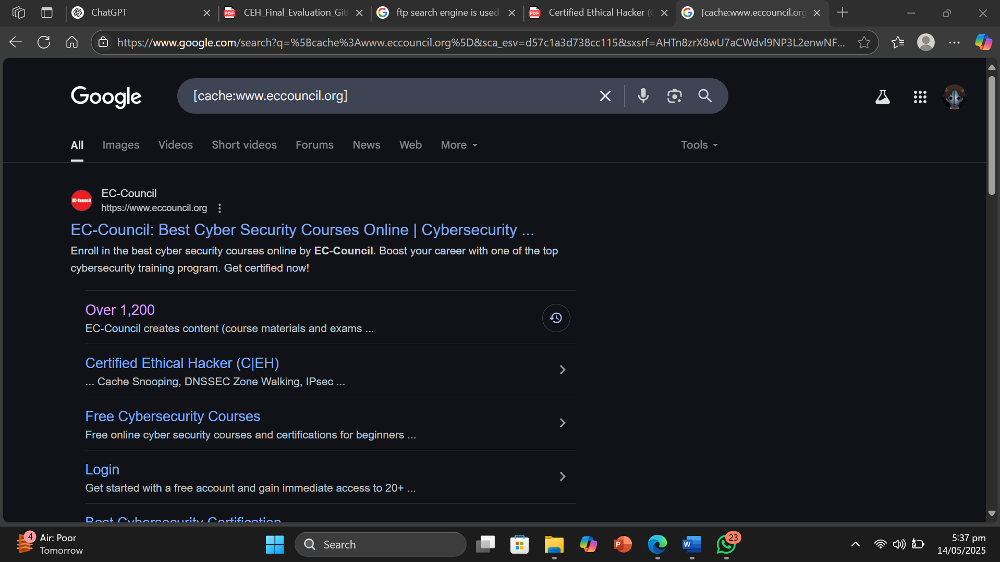 ChatGPT
CEH_Final_Evaluation_Git
ftp search engine is used
Certified Ethical Hacker (C
[cache:www.eccouncil.org
https://www.google.com/search?q=%5Bcache%3Awww.eccouncil.org%5D&sca_esv=d57c1a3d738cc115&sxsrf=AHTn8zrX8wU7aCWdvl9NP3L2enwNF...
Google
[cache:www.eccouncil.org]
All
Images
Videos
Short videos
Forums
News
Web
More
Tools
EC-Council
EC-Council
https://www.eccouncil.org
EC-Council: Best Cyber Security Courses Online | Cybersecurity ...
Enroll in the best cyber security courses online by EC-Council. Boost your career with one of the top
cybersecurity training program. Get certified now!
Over 1,200
EC-Council creates content (course materials and exams ...
Certified Ethical Hacker (C|EH)
... Cache Snooping, DNSSEC Zone Walking, IPsec ...
Free Cybersecurity Courses
Free online cyber security courses and certifications for beginners ...
Login
Get started with a free account and gain immediate access to 20+ ...
Best Cybersecurity Certification
4
Air: Poor
Tomorrow
Search
23
5:37 pm
14/05/2025